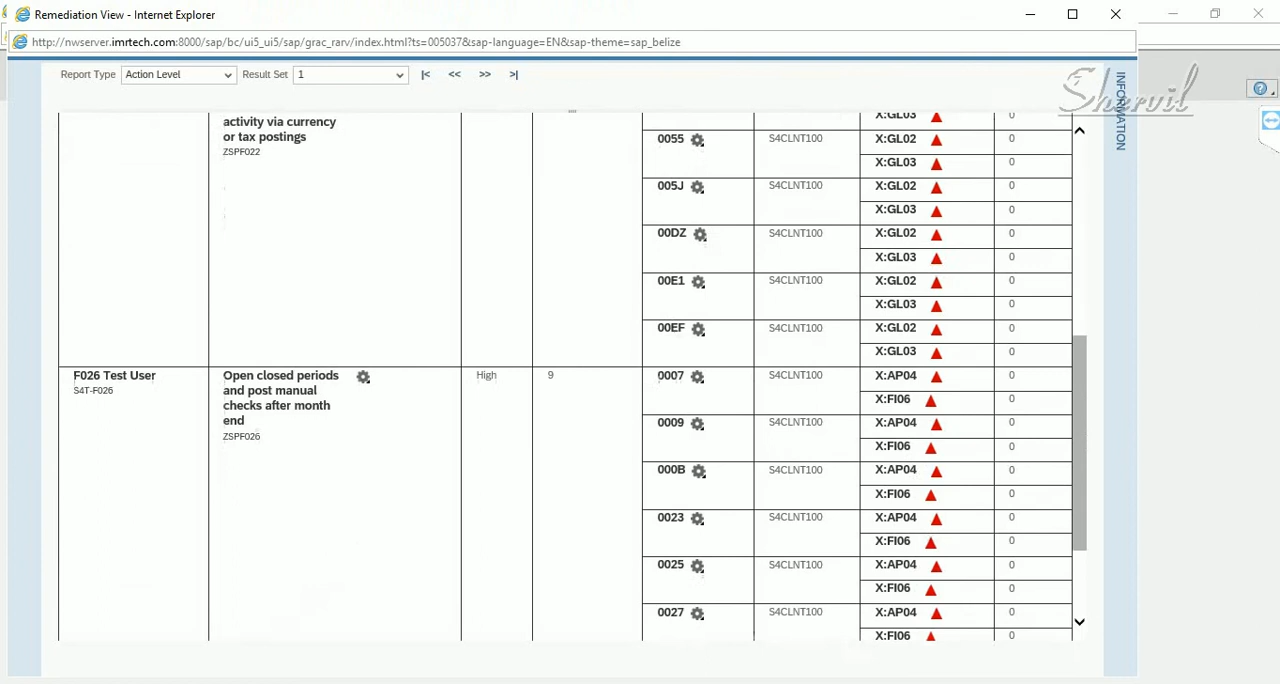 Remediation View - Internet Explorer
http://nwserver.imrtech.com:8000/sap/bc/ui5_ui5/sap/grac_rarv/index.html?ts=005037&sap-language=EN&sap-theme=sap_belize
Report Type Action Level Result Set 1 |< << >> >|
Shervil
INFORMATION
activity via currency
or tax postings
ZSPF022
X:GL03 0
0055 S4CLNT100 X:GL02 0
X:GL03 0
005J S4CLNT100 X:GL02 0
X:GL03 0
00DZ S4CLNT100 X:GL02 0
X:GL03 0
00E1 S4CLNT100 X:GL02 0
X:GL03 0
00EF S4CLNT100 X:GL02 0
X:GL03 0
F026 Test User
S4T-F026
Open closed periods
and post manual
checks after month
end
ZSPF026
High 9
0007 S4CLNT100 X:AP04 0
X:FI06 0
0009 S4CLNT100 X:AP04 0
X:FI06 0
000B S4CLNT100 X:AP04 0
X:FI06 0
0023 S4CLNT100 X:AP04 0
X:FI06 0
0025 S4CLNT100 X:AP04 0
X:FI06 0
0027 S4CLNT100 X:AP04 0
X:FI06 0